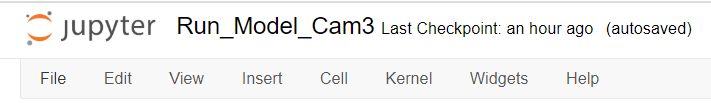 jupyter Run_Model_Cam3 Last Checkpoint: an hour ago (autosaved)
File Edit View Insert Cell Kernel Widgets Help